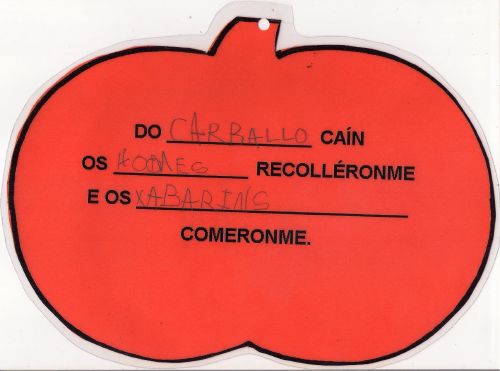 DO CARBALLO CAÍN
OS HOMES RECOLLÉRONME
E OS XABARINS
COMERONME.